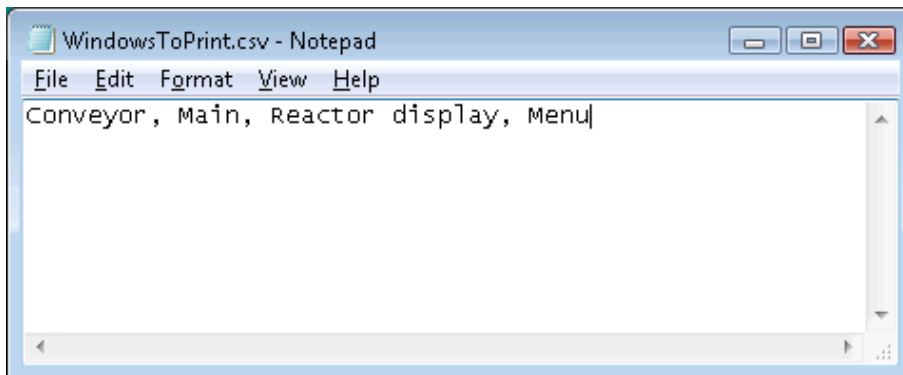 WindowsToPrint.csv - Notepad
File Edit Format View Help
Conveyor, Main, Reactor display, Menu